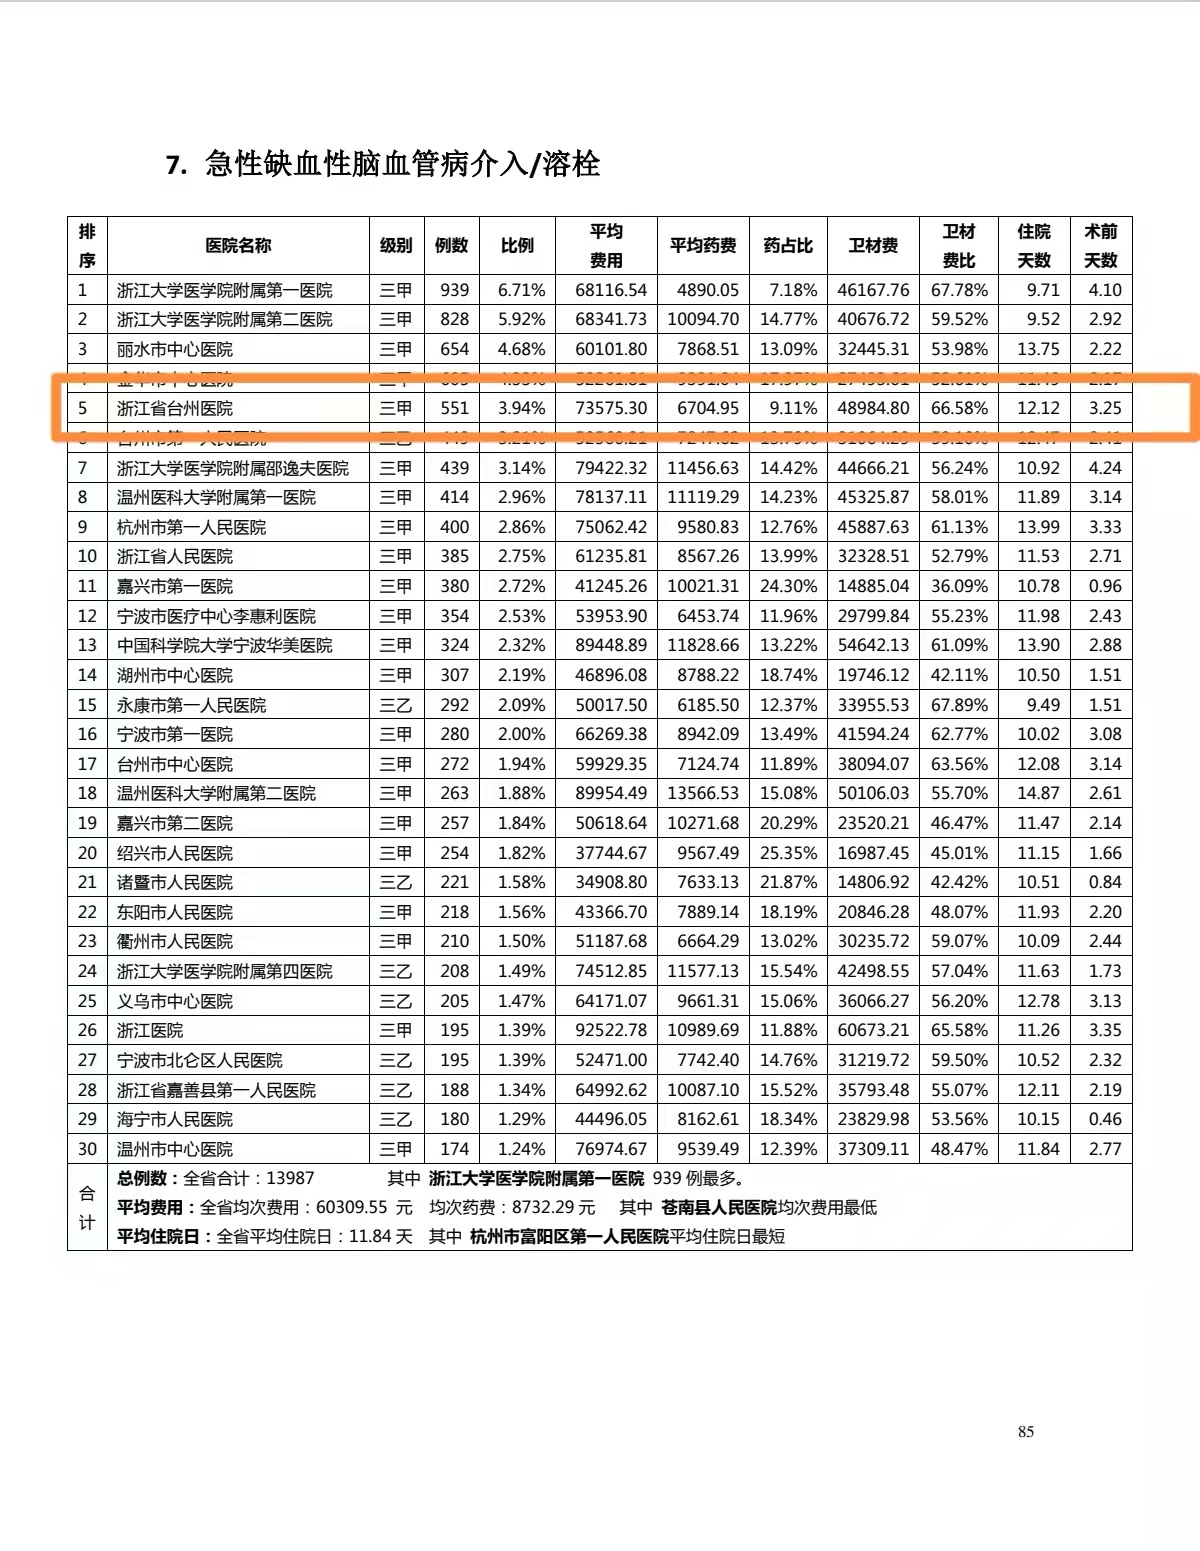 7. 急性缺血性脑血管病介入/溶栓
排序 医院名称 级别 例数 比例 平均费用 平均药费 药占比 卫材费 卫材费比 住院天数 术前天数
1 浙江大学医学院附属第一医院 三甲 939 6.71% 68116.54 4890.05 7.18% 46167.76 67.78% 9.71 4.10
2 浙江大学医学院附属第二医院 三甲 828 5.92% 68341.73 10094.70 14.77% 40676.72 59.52% 9.52 2.92
3 丽水市中心医院 三甲 654 4.68% 60101.80 7868.51 13.09% 32445.31 53.98% 13.75 2.22
金华市中心医院
5 浙江省台州医院 三甲 551 3.94% 73575.30 6704.95 9.11% 48984.80 66.58% 12.12 3.25
台州市第一人民医院
7 浙江大学医学院附属邵逸夫医院 三甲 439 3.14% 79422.32 11456.63 14.42% 44666.21 56.24% 10.92 4.24
8 温州医科大学附属第一医院 三甲 414 2.96% 78137.11 11119.29 14.23% 45325.87 58.01% 11.89 3.14
9 杭州市第一人民医院 三甲 400 2.86% 75062.42 9580.83 12.76% 45887.63 61.13% 13.99 3.33
10 浙江省人民医院 三甲 385 2.75% 61235.81 8567.26 13.99% 32328.51 52.79% 11.53 2.71
11 嘉兴市第一医院 三甲 380 2.72% 41245.26 10021.31 24.30% 14885.04 36.09% 10.78 0.96
12 宁波市医疗中心李惠利医院 三甲 354 2.53% 53953.90 6453.74 11.96% 29799.84 55.23% 11.98 2.43
13 中国科学院大学宁波华美医院 三甲 324 2.32% 89448.89 11828.66 13.22% 54642.13 61.09% 13.90 2.88
14 湖州市中心医院 三甲 307 2.19% 46896.08 8788.22 18.74% 19746.12 42.11% 10.50 1.51
15 永康市第一人民医院 三乙 292 2.09% 50017.50 6185.50 12.37% 33955.53 67.89% 9.49 1.51
16 宁波市第一医院 三甲 280 2.00% 66269.38 8942.09 13.49% 41594.24 62.77% 10.02 3.08
17 台州市中心医院 三甲 272 1.94% 59929.35 7124.74 11.89% 38094.07 63.56% 12.08 3.14
18 温州医科大学附属第二医院 三甲 263 1.88% 89954.49 13566.53 15.08% 50106.03 55.70% 14.87 2.61
19 嘉兴市第二医院 三甲 257 1.84% 50618.64 10271.68 20.29% 23520.21 46.47% 11.47 2.14
20 绍兴市人民医院 三甲 254 1.82% 37744.67 9567.49 25.35% 16987.45 45.01% 11.15 1.66
21 诸暨市人民医院 三乙 221 1.58% 34908.80 7633.13 21.87% 14806.92 42.42% 10.51 0.84
22 东阳市人民医院 三甲 218 1.56% 43366.70 7889.14 18.19% 20846.28 48.07% 11.93 2.20
23 衢州市人民医院 三甲 210 1.50% 51187.68 6664.29 13.02% 30235.72 59.07% 10.09 2.44
24 浙江大学医学院附属第四医院 三乙 208 1.49% 74512.85 11577.13 15.54% 42498.55 57.04% 11.63 1.73
25 义乌市中心医院 三乙 205 1.47% 64171.07 9661.31 15.06% 36066.27 56.20% 12.78 3.13
26 浙江医院 三甲 195 1.39% 92522.78 10989.69 11.88% 60673.21 65.58% 11.26 3.35
27 宁波市北仑区人民医院 三乙 195 1.39% 52471.00 7742.40 14.76% 31219.72 59.50% 10.52 2.32
28 浙江省嘉善县第一人民医院 三乙 188 1.34% 64992.62 10087.10 15.52% 35793.48 55.07% 12.11 2.19
29 海宁市人民医院 三乙 180 1.29% 44496.05 8162.61 18.34% 23829.98 53.56% 10.15 0.46
30 温州市中心医院 三甲 174 1.24% 76974.67 9539.49 12.39% 37309.11 48.47% 11.84 2.77
合计 总例数：全省合计：13987 其中 浙江大学医学院附属第一医院 939 例最多。
平均费用：全省均次费用：60309.55 元 均次药费：8732.29 元 其中 苍南县人民医院均次费用最低
平均住院日：全省平均住院日：11.84 天 其中 杭州市富阳区第一人民医院平均住院日最短
85